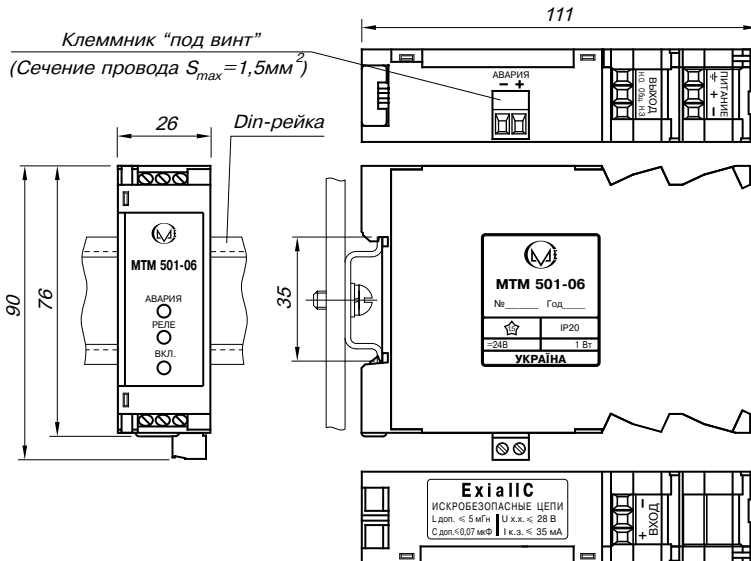 111
Клеммник “под винт”
(Сечение провода Smax=1,5мм²)
АВАРИЯ
– +
Н.О. Общ. Н.З.
ВЫХОД
– +
ПИТАНИЕ
26
Din-рейка
90
76
35
МТМ 501-06
АВАРИЯ
РЕЛЕ
ВКЛ.
МТМ 501-06
№______ Год____
IP20
=24В 1 Вт
УКРАЇНА
ExiaIIC
ИСКРОБЕЗОПАСНЫЕ ЦЕПИ
L доп. ⩽ 5 мГн U х.х. ⩽ 28 В
С доп.⩽0,07 мкФ I к.з. ⩽ 35 мА
+ –
ВХОД